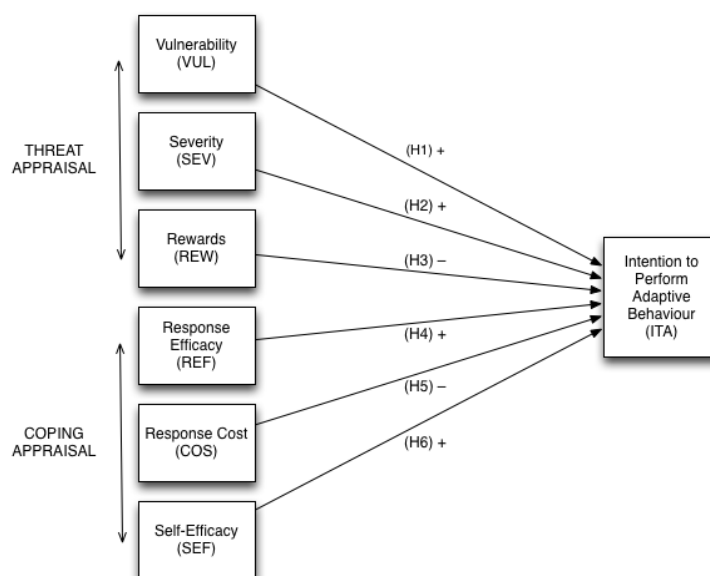 Vulnerability
(VUL)
THREAT
APPRAISAL
Severity
(SEV)
Rewards
(REW)
Response
Efficacy
(REF)
COPING
APPRAISAL
Response Cost
(COS)
Self-Efficacy
(SEF)
(H1) +
(H2) +
(H3) –
(H4) +
(H5) –
(H6) +
Intention to
Perform
Adaptive
Behaviour
(ITA)